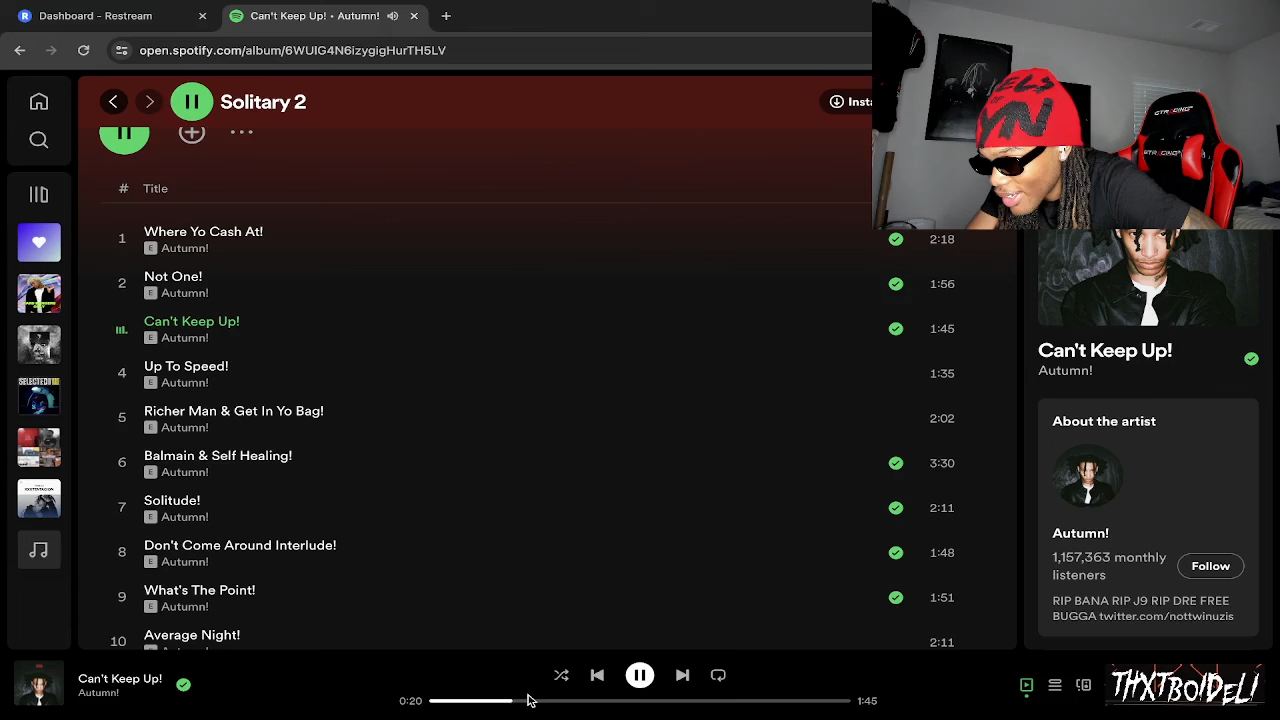 Dashboard - Restream
Can't Keep Up! • Autumn!
open.spotify.com/album/6WUIG4N6izygigHurTH5LV
Solitary 2
Insta
# Title
1 Where Yo Cash At! 2:18
E Autumn!
2 Not One! 1:56
E Autumn!
Can't Keep Up! 1:45
E Autumn!
4 Up To Speed! 1:35
E Autumn!
5 Richer Man & Get In Yo Bag! 2:02
E Autumn!
6 Balmain & Self Healing! 3:30
E Autumn!
7 Solitude! 2:11
E Autumn!
8 Don't Come Around Interlude! 1:48
E Autumn!
9 What's The Point! 1:51
E Autumn!
10 Average Night! 2:11
GTRACING
GTRACING
Can't Keep Up!
Autumn!
About the artist
Autumn!
1,157,363 monthly
listeners
Follow
RIP BANA RIP J9 RIP DRE FREE
BUGGA twitter.com/nottwinuzis
Can't Keep Up!
Autumn!
0:20
1:45
THXTBOIDELI